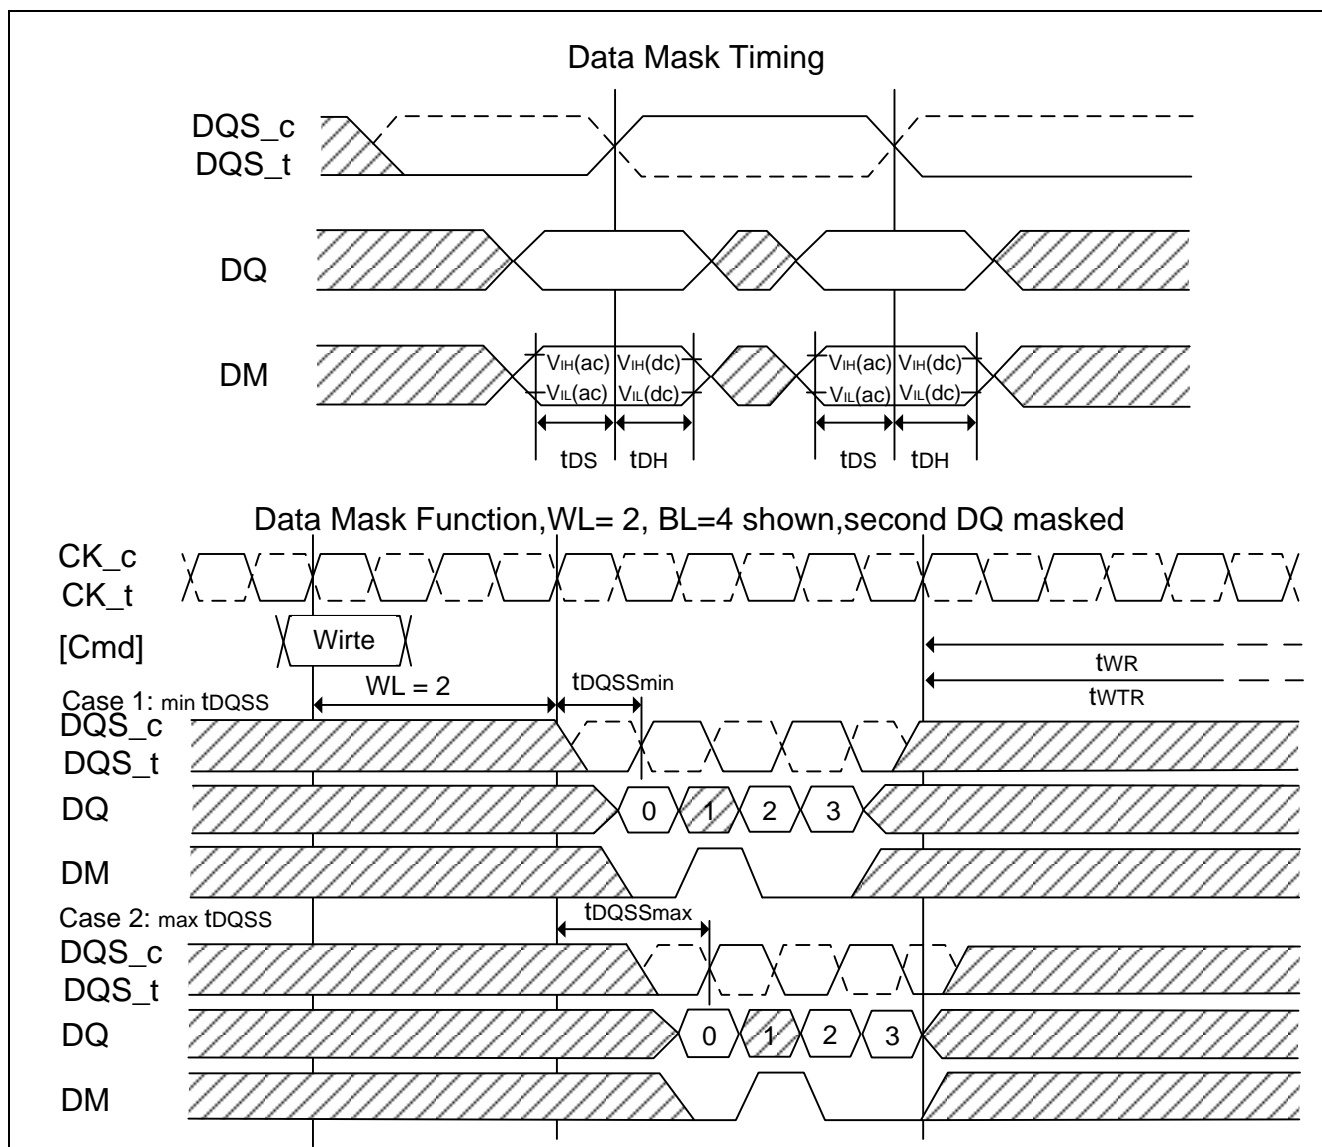 Data Mask Timing
DQS_c
DQS_t
DQ
DM
VIH(ac) VIH(dc) VIH(ac) VIH(dc)
VIL(ac) VIL(dc) VIL(ac) VIL(dc)
tDS tDH tDS tDH
Data Mask Function,WL= 2, BL=4 shown,second DQ masked
CK_c
CK_t
[Cmd] Wirte
tWR
WL = 2 tDQSSmin tWTR
Case 1: min tDQSS
DQS_c
DQS_t
DQ 0 1 2 3
DM
Case 2: max tDQSS tDQSSmax
DQS_c
DQS_t
DQ 0 1 2 3
DM